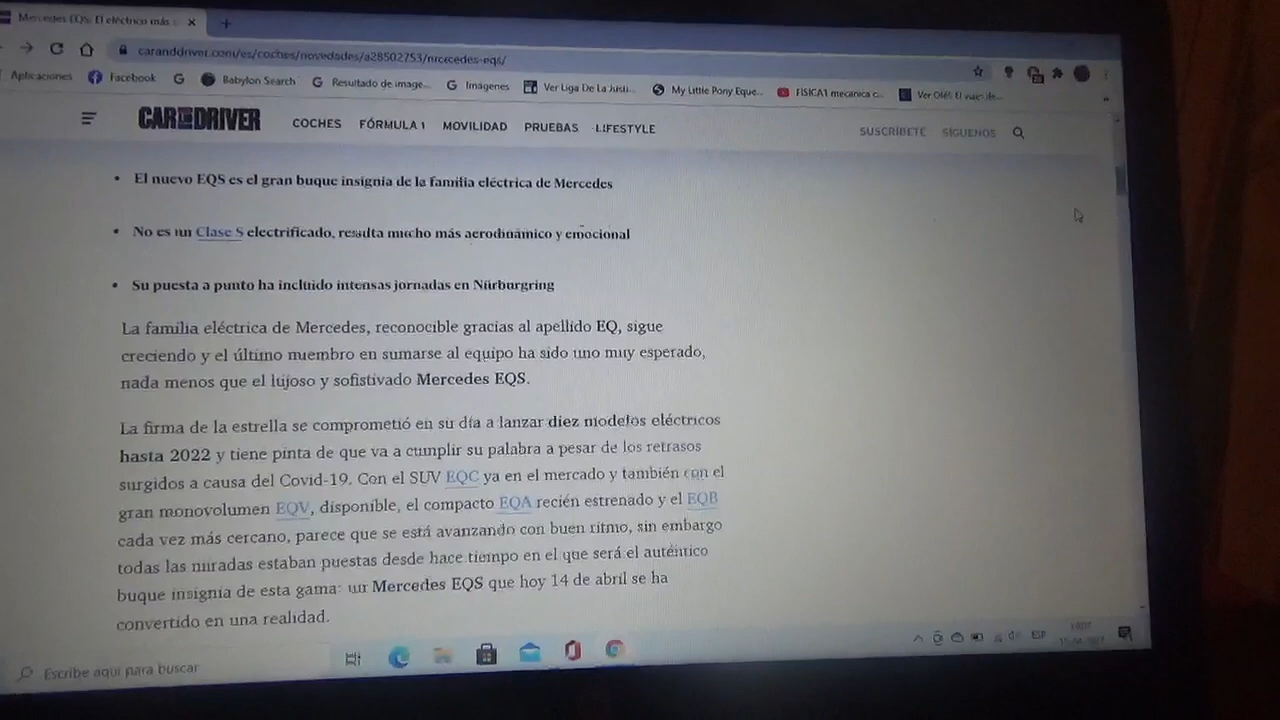 Mercedes EQS: El eléctrico más
caranddriver.com/es/coches/novedades/a28502753/mercedes-eqs/
Aplicaciones Facebook Babylon Search Resultado de image... Imágenes Ver Liga De La Justi... My Little Pony Eque... FISICA1 mecanica c... Ver
CAR AND DRIVER COCHES FÓRMULA 1 MOVILIDAD PRUEBAS LIFESTYLE SUSCRÍBETE SÍGUENOS
• El nuevo EQS es el gran buque insignia de la familia eléctrica de Mercedes
• No es un Clase S electrificado, resulta mucho más aerodinámico y emocional
• Su puesta a punto ha incluido intensas jornadas en Nürburgring
La familia eléctrica de Mercedes, reconocible gracias al apellido EQ, sigue
creciendo y el último miembro en sumarse al equipo ha sido uno muy esperado,
nada menos que el lujoso y sofistivado Mercedes EQS.
La firma de la estrella se comprometió en su día a lanzar diez modelos eléctricos
hasta 2022 y tiene pinta de que va a cumplir su palabra a pesar de los retrasos
surgidos a causa del Covid-19. Con el SUV EQC ya en el mercado y también con el
gran monovolumen EQV, disponible, el compacto EQA recién estrenado y el EQB
cada vez más cercano, parece que se está avanzando con buen ritmo, sin embargo
todas las miradas estaban puestas desde hace tiempo en el que será el auténtico
buque insignia de esta gama: un Mercedes EQS que hoy 14 de abril se ha
convertido en una realidad.
Escribe aquí para buscar
ESP